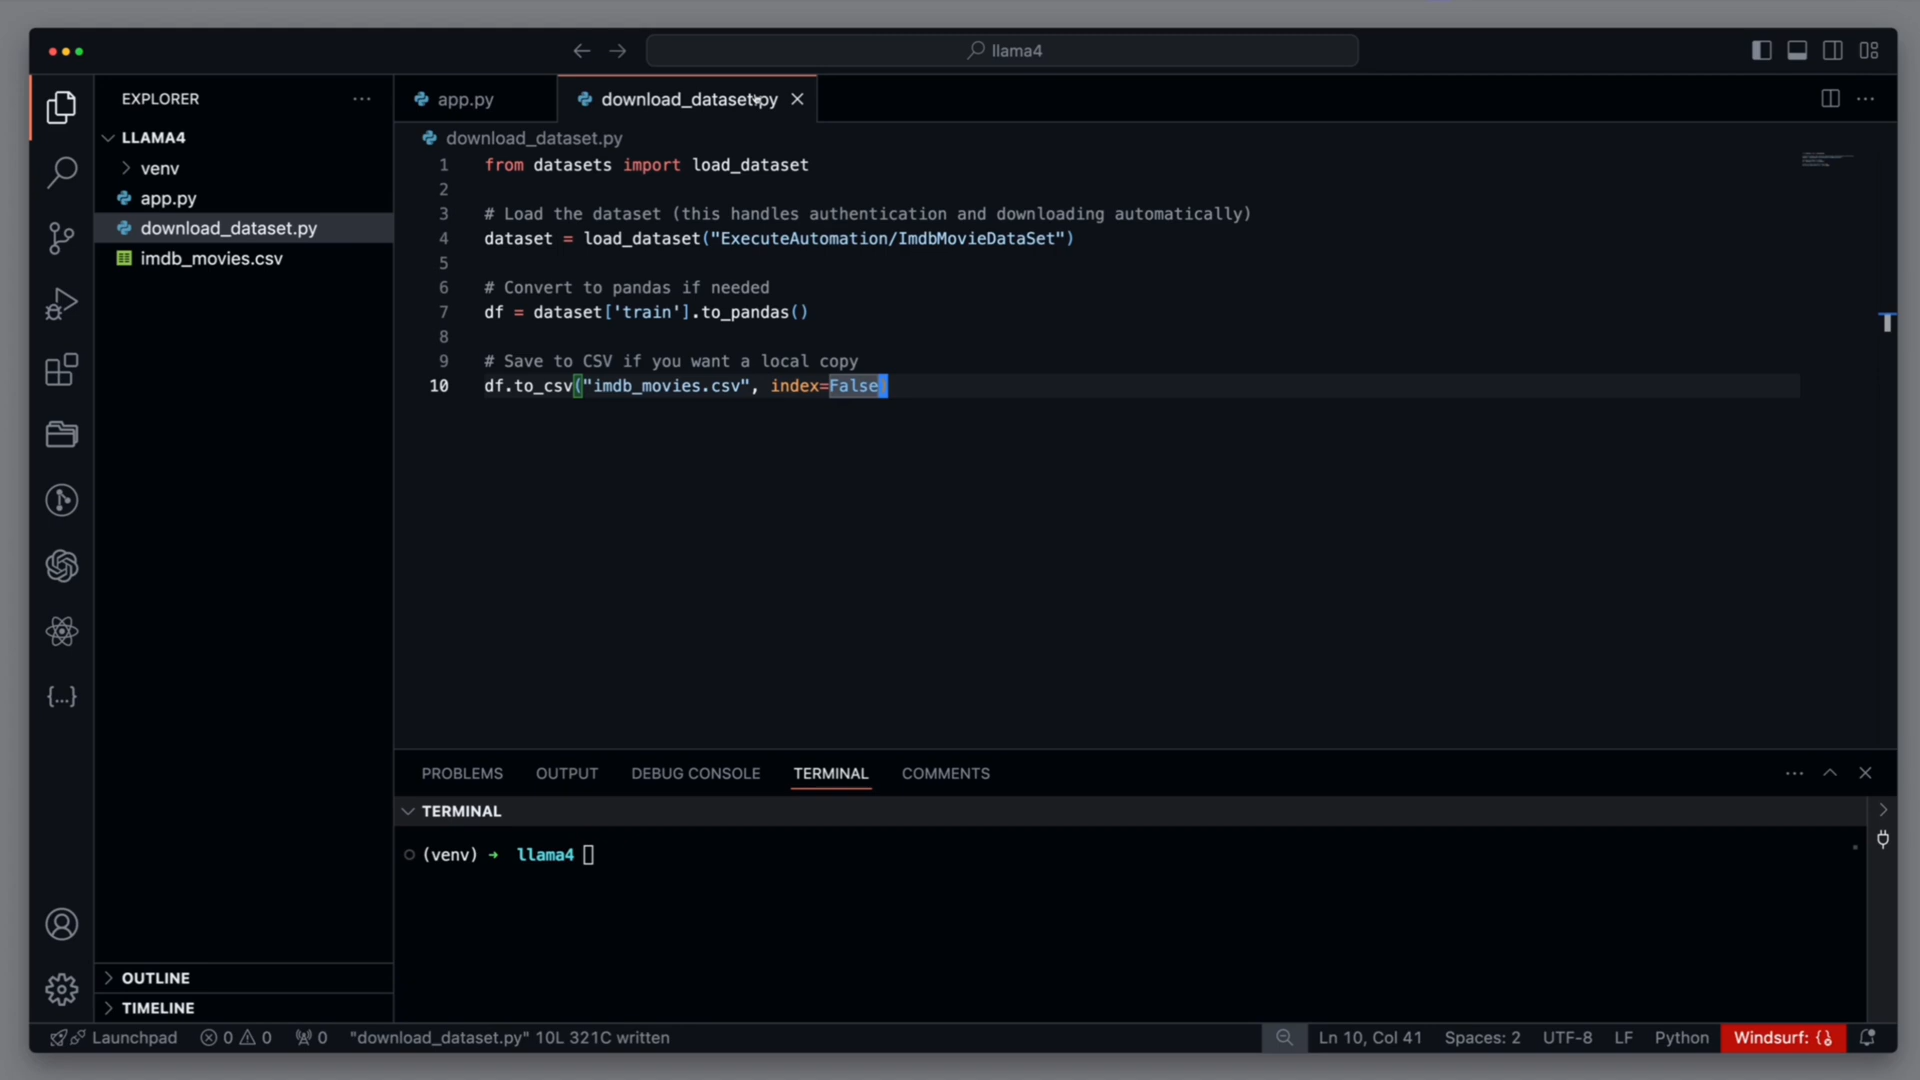 llama4
EXPLORER
LLAMA4
venv
app.py
download_dataset.py
imdb_movies.csv
OUTLINE
TIMELINE
app.py
download_dataset.py
download_dataset.py
1 from datasets import load_dataset
2
3 # Load the dataset (this handles authentication and downloading automatically)
4 dataset = load_dataset("ExecuteAutomation/ImdbMovieDataSet")
5
6 # Convert to pandas if needed
7 df = dataset['train'].to_pandas()
8
9 # Save to CSV if you want a local copy
10 df.to_csv("imdb_movies.csv", index=False)
PROBLEMS OUTPUT DEBUG CONSOLE TERMINAL COMMENTS
TERMINAL
(venv) ➜ llama4
Launchpad 0 0 0 "download_dataset.py" 10L 321C written Ln 10, Col 41 Spaces: 2 UTF-8 LF Python Windsurf: {}